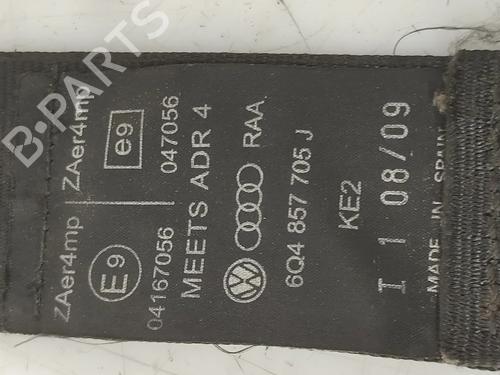 ZAer4mp ZAer4mp
E9 e9
04167056 047056
MEETS ADR 4
RAA.
6Q4 857 705 J
KE2
I 1 08/09
MADE IN SPAIN
B-PARTS